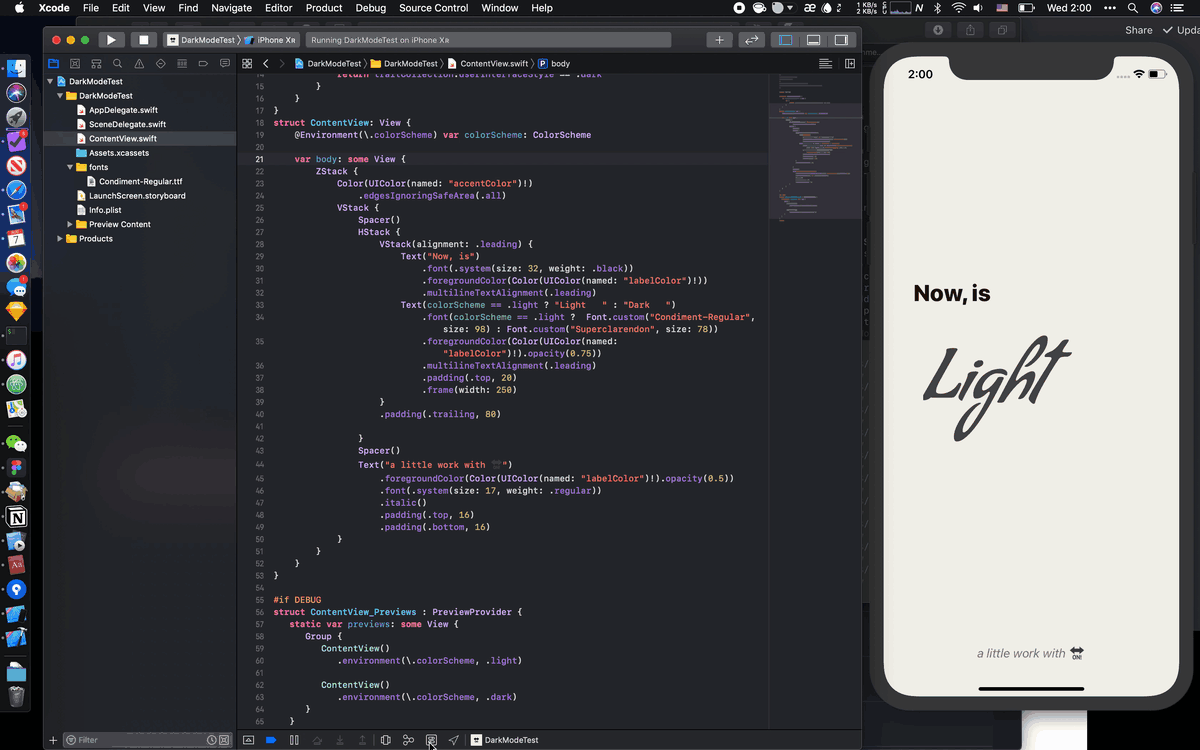 Xcode File Edit View Find Navigate Editor Product Debug Source Control Window Help
1 KB/s
2 KB/s
Wed 2:00
DarkModeTest
Running DarkModeTest on iPhone Xʀ
Share
DarkModeTest
DarkModeTest
AppDelegate.swift
SceneDelegate.swift
ContentView.swift
Assets.xcassets
fonts
Condiment-Regular.ttf
LaunchScreen.storyboard
Info.plist
Preview Content
Products
Filter
DarkModeTest
DarkModeTest
ContentView.swift
P body
15 }
16 }
17 }
18 struct ContentView: View {
19 @Environment(\.colorScheme) var colorScheme: ColorScheme
20
21 var body: some View {
22 ZStack {
23 Color(UIColor(named: "accentColor")!)
24 .edgesIgnoringSafeArea(.all)
25 VStack {
26 Spacer()
27 HStack {
28 VStack(alignment: .leading) {
29 Text("Now, is")
30 .font(.system(size: 32, weight: .black))
31 .foregroundColor(Color(UIColor(named: "labelColor")!))
32 .multilineTextAlignment(.leading)
33 Text(colorScheme == .light ? "Light   " : "Dark   ")
34 .font(colorScheme == .light ?  Font.custom("Condiment-Regular",
size: 98) : Font.custom("Superclarendon", size: 78))
35 .foregroundColor(Color(UIColor(named:
"labelColor")!).opacity(0.75))
36 .multilineTextAlignment(.leading)
37 .padding(.top, 20)
38 .frame(width: 250)
39 }
40 .padding(.trailing, 80)
41
42 }
43 Spacer()
44 Text("a little work with 🔛")
45 .foregroundColor(Color(UIColor(named: "labelColor")!).opacity(0.5))
46 .font(.system(size: 17, weight: .regular))
47 .italic()
48 .padding(.top, 16)
49 .padding(.bottom, 16)
50 }
51 }
52 }
53 }
54
55 #if DEBUG
56 struct ContentView_Previews : PreviewProvider {
57 static var previews: some View {
58 Group {
59 ContentView()
60 .environment(\.colorScheme, .light)
61
62 ContentView()
63 .environment(\.colorScheme, .dark)
64 }
65 }
DarkModeTest
2:00
Now, is
Light
a little work with 🔛